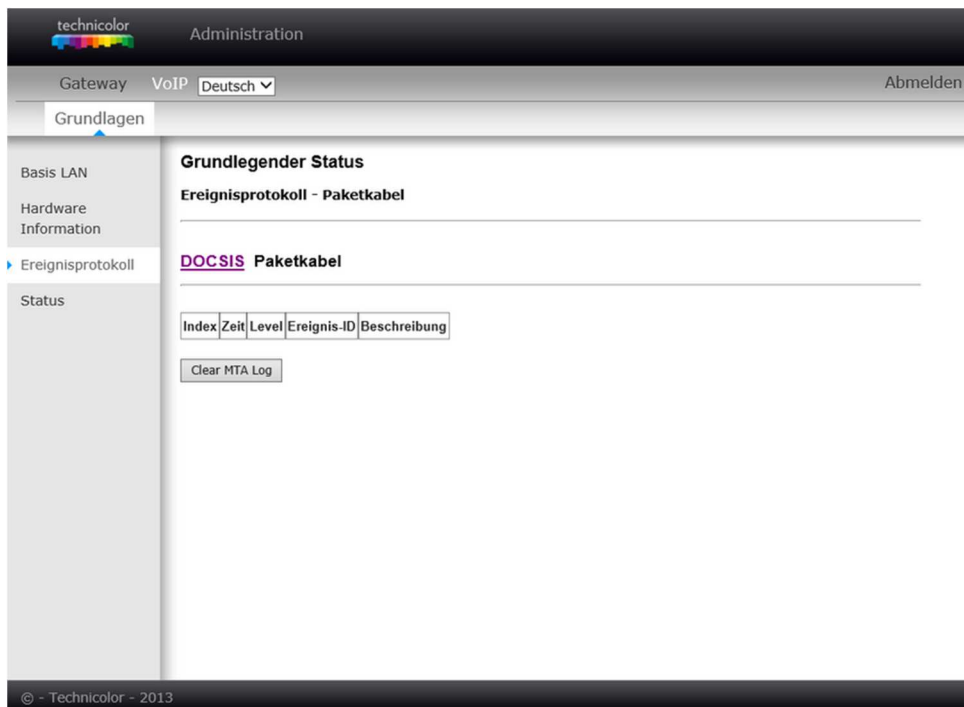 technicolor
Administration
Gateway VoIP Deutsch Abmelden
Grundlagen
Basis LAN
Hardware
Information
Ereignisprotokoll
Status
Grundlegender Status
Ereignisprotokoll - Paketkabel
DOCSIS Paketkabel
Index Zeit Level Ereignis-ID Beschreibung
Clear MTA Log
© - Technicolor - 2013